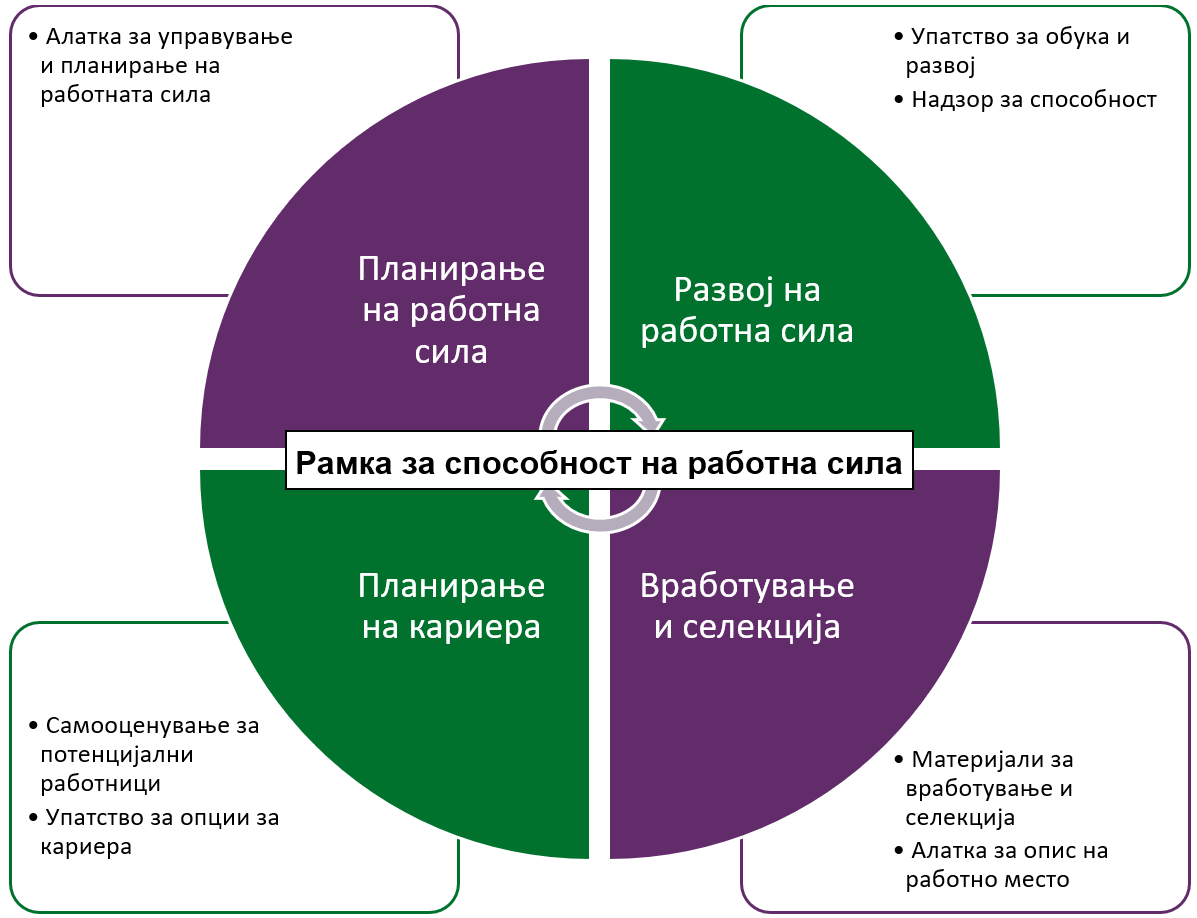 • Алатка за управување
и планирање на
работната сила
• Упатство за обука и
развој
• Надзор за способност
Планирање
на работна
сила
Развој на
работна сила
Рамка за способност на работна сила
Планирање
на кариера
Вработување
и селекција
• Самооценување за
потенцијални
работници
• Упатство за опции за
кариера
• Материјали за
вработување и
селекција
• Алатка за опис на
работно место